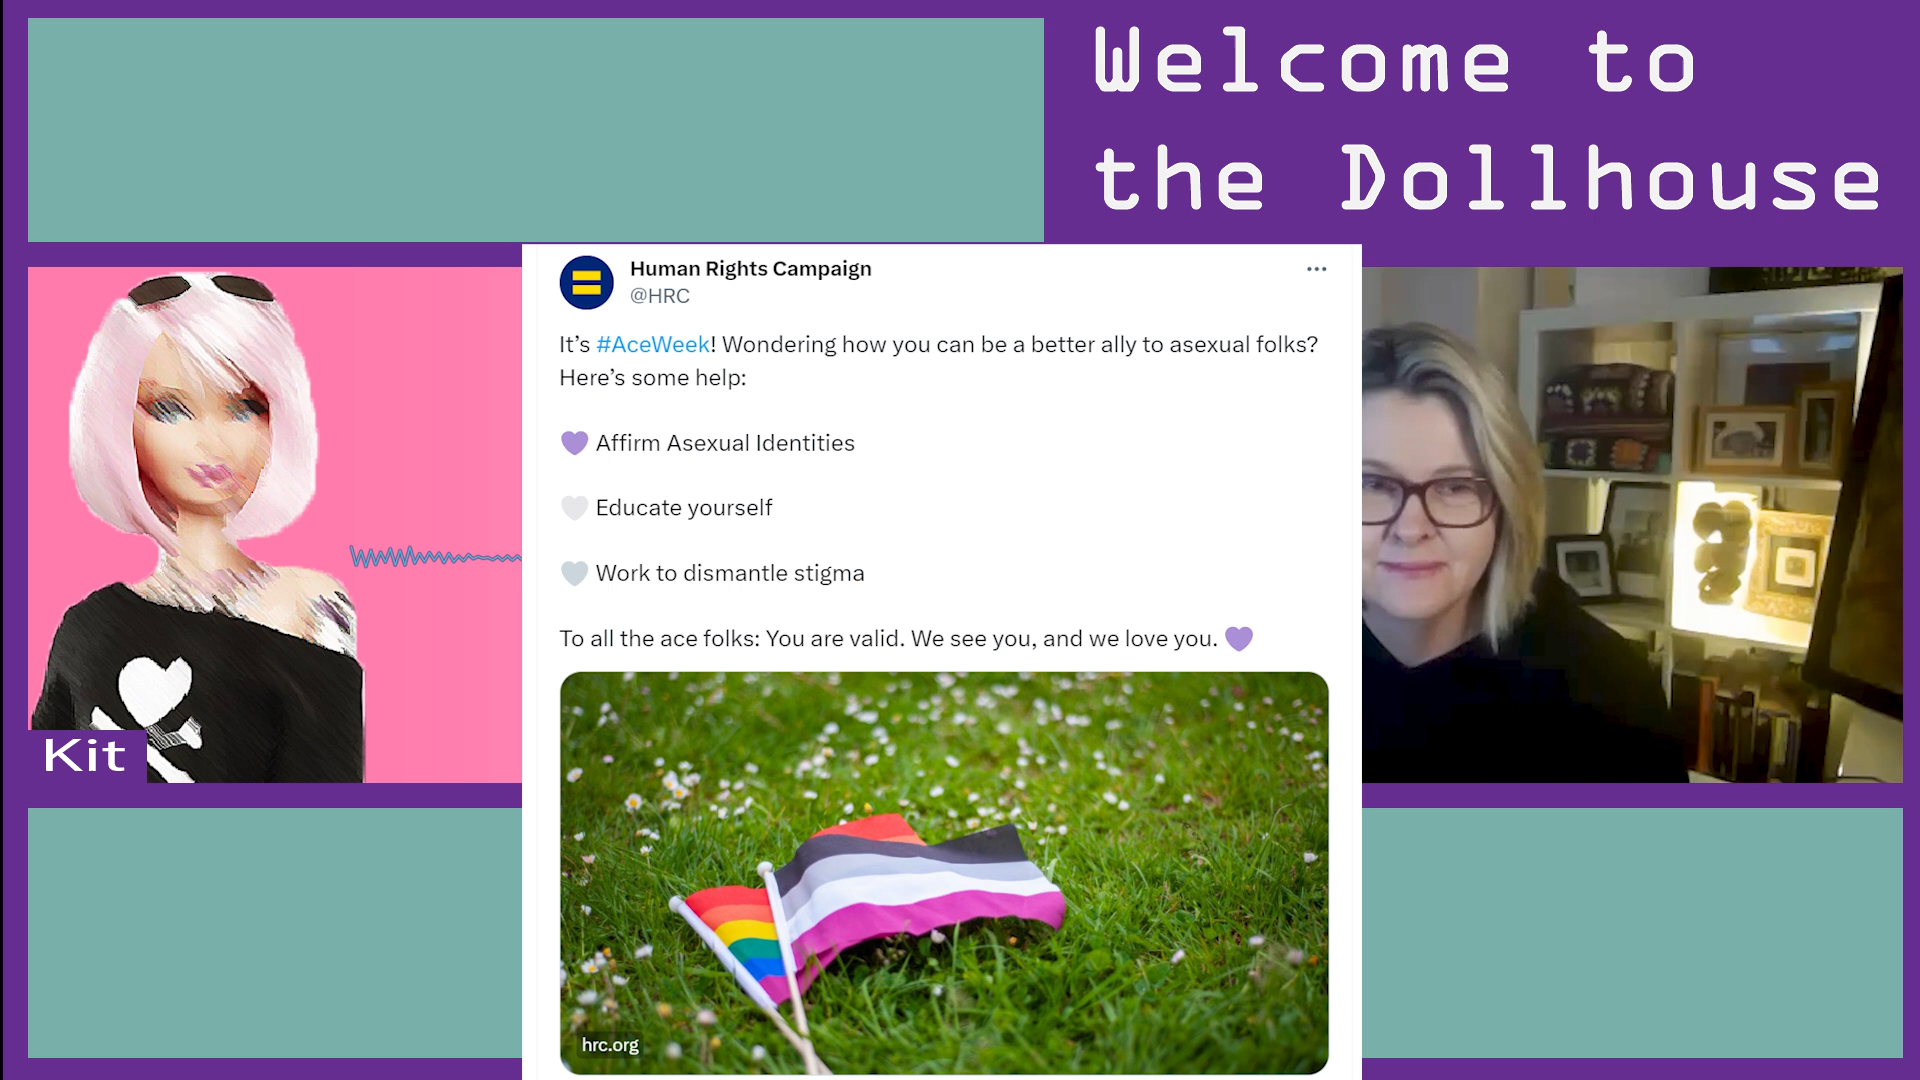 Welcome to
the Dollhouse
Human Rights Campaign
@HRC
It's #AceWeek! Wondering how you can be a better ally to asexual folks?
Here's some help:
💜 Affirm Asexual Identities
🤍 Educate yourself
🩶 Work to dismantle stigma
To all the ace folks: You are valid. We see you, and we love you. 💜
hrc.org
Kit